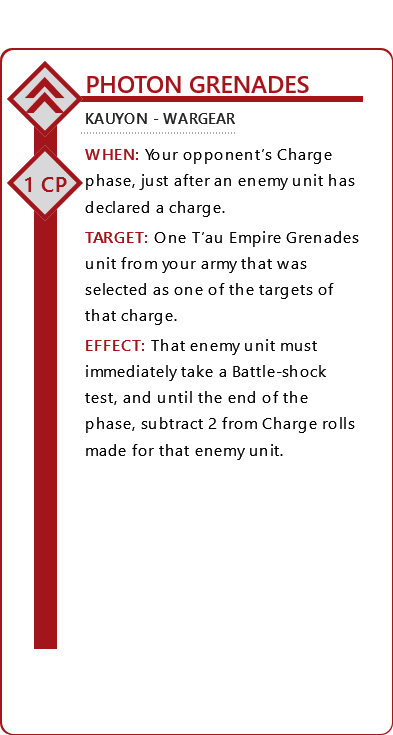 PHOTON GRENADES
KAUYON - WARGEAR
WHEN: Your opponent’s Charge
phase, just after an enemy unit has
declared a charge.
1 CP
TARGET: One T’au Empire Grenades
unit from your army that was
selected as one of the targets of
that charge.
EFFECT: That enemy unit must
immediately take a Battle-shock
test, and until the end of the
phase, subtract 2 from Charge rolls
made for that enemy unit.